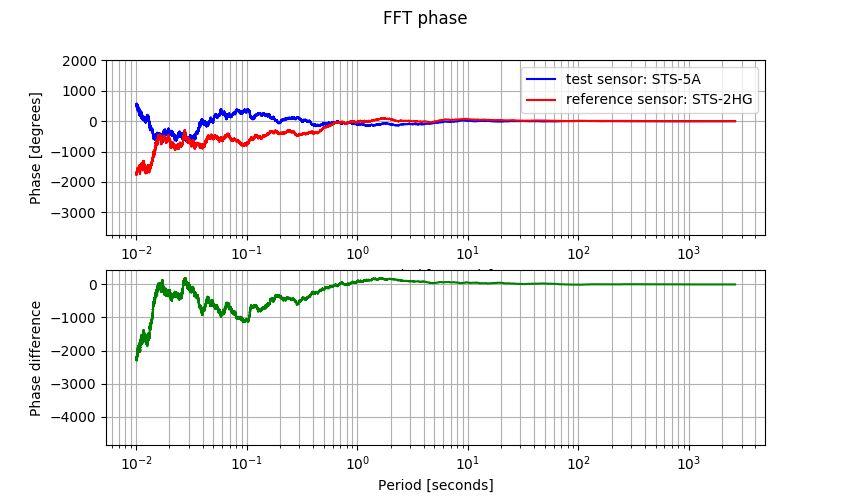 FFT phase
2000
1000
0
−1000
−2000
−3000
Phase [degrees]
test sensor: STS-5A
reference sensor: STS-2HG
10⁻² 10⁻¹ 10⁰ 10¹ 10² 10³
0
−1000
−2000
−3000
−4000
Phase difference
10⁻² 10⁻¹ 10⁰ 10¹ 10² 10³
Period [seconds]